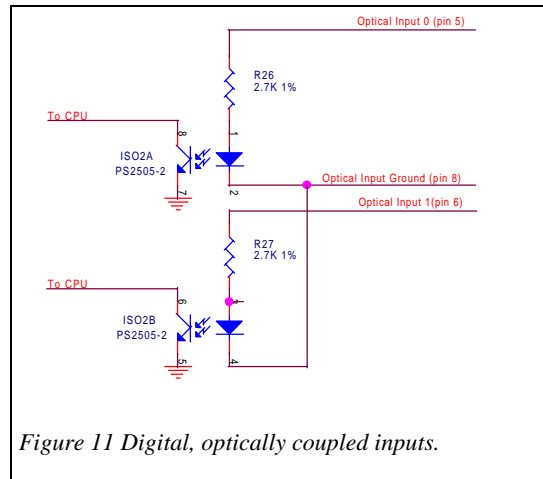 Optical Input 0 (pin 5)
R26
2.7K 1%
To CPU
8
1
ISO2A
PS2505-2
7
2
Optical Input Ground (pin 8)
Optical Input 1(pin 6)
R27
2.7K 1%
To CPU
6
3
ISO2B
PS2505-2
5
4
Figure 11 Digital, optically coupled inputs.